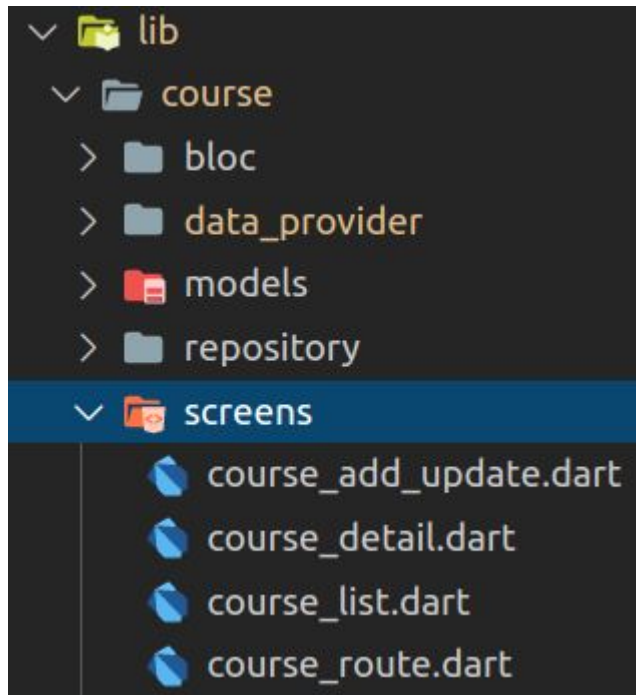 lib
course
bloc
data_provider
models
repository
screens
course_add_update.dart
course_detail.dart
course_list.dart
course_route.dart